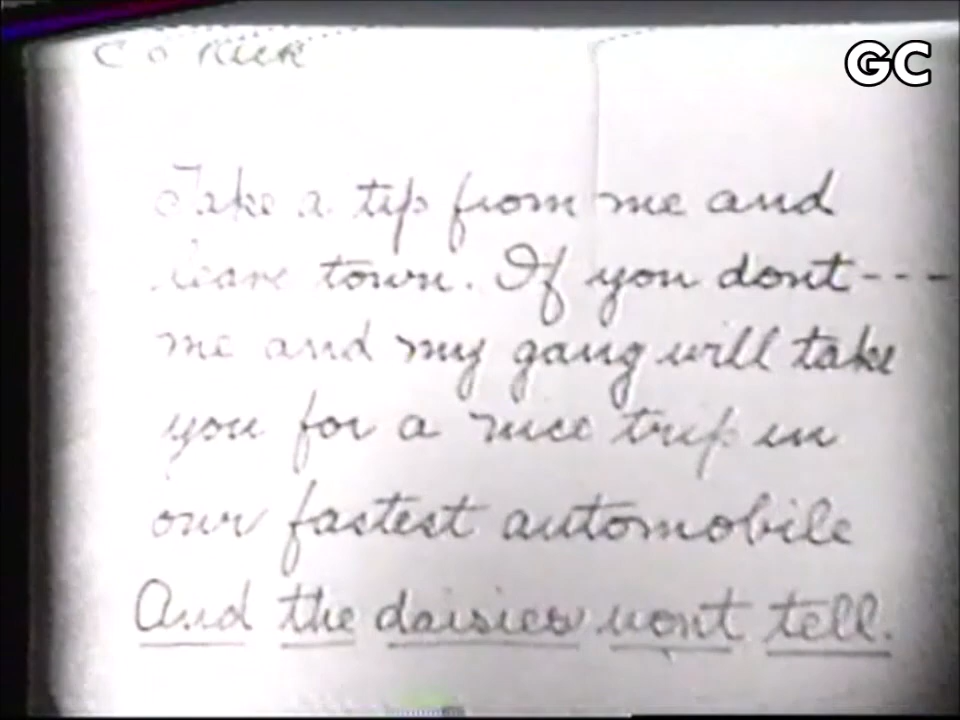 GC
Take a tip from me and
leave town. If you dont----
me and my gang will take
you for a nice trip in
our fastest automobile
And the daisies wont tell.